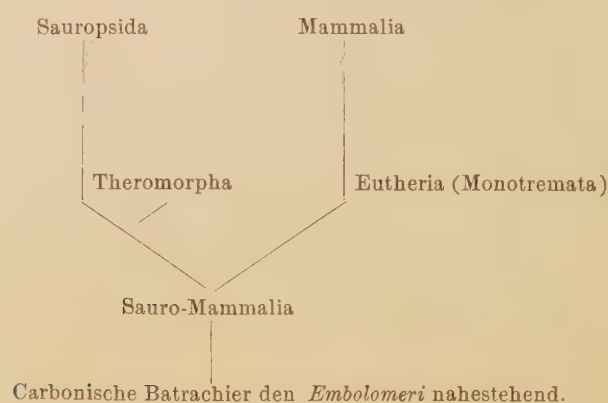 Sauropsida Mammalia
Theromorpha Eutheria (Monotremata)
Sauro-Mammalia
Carbonische Batrachier den Embolomeri nahestehend.